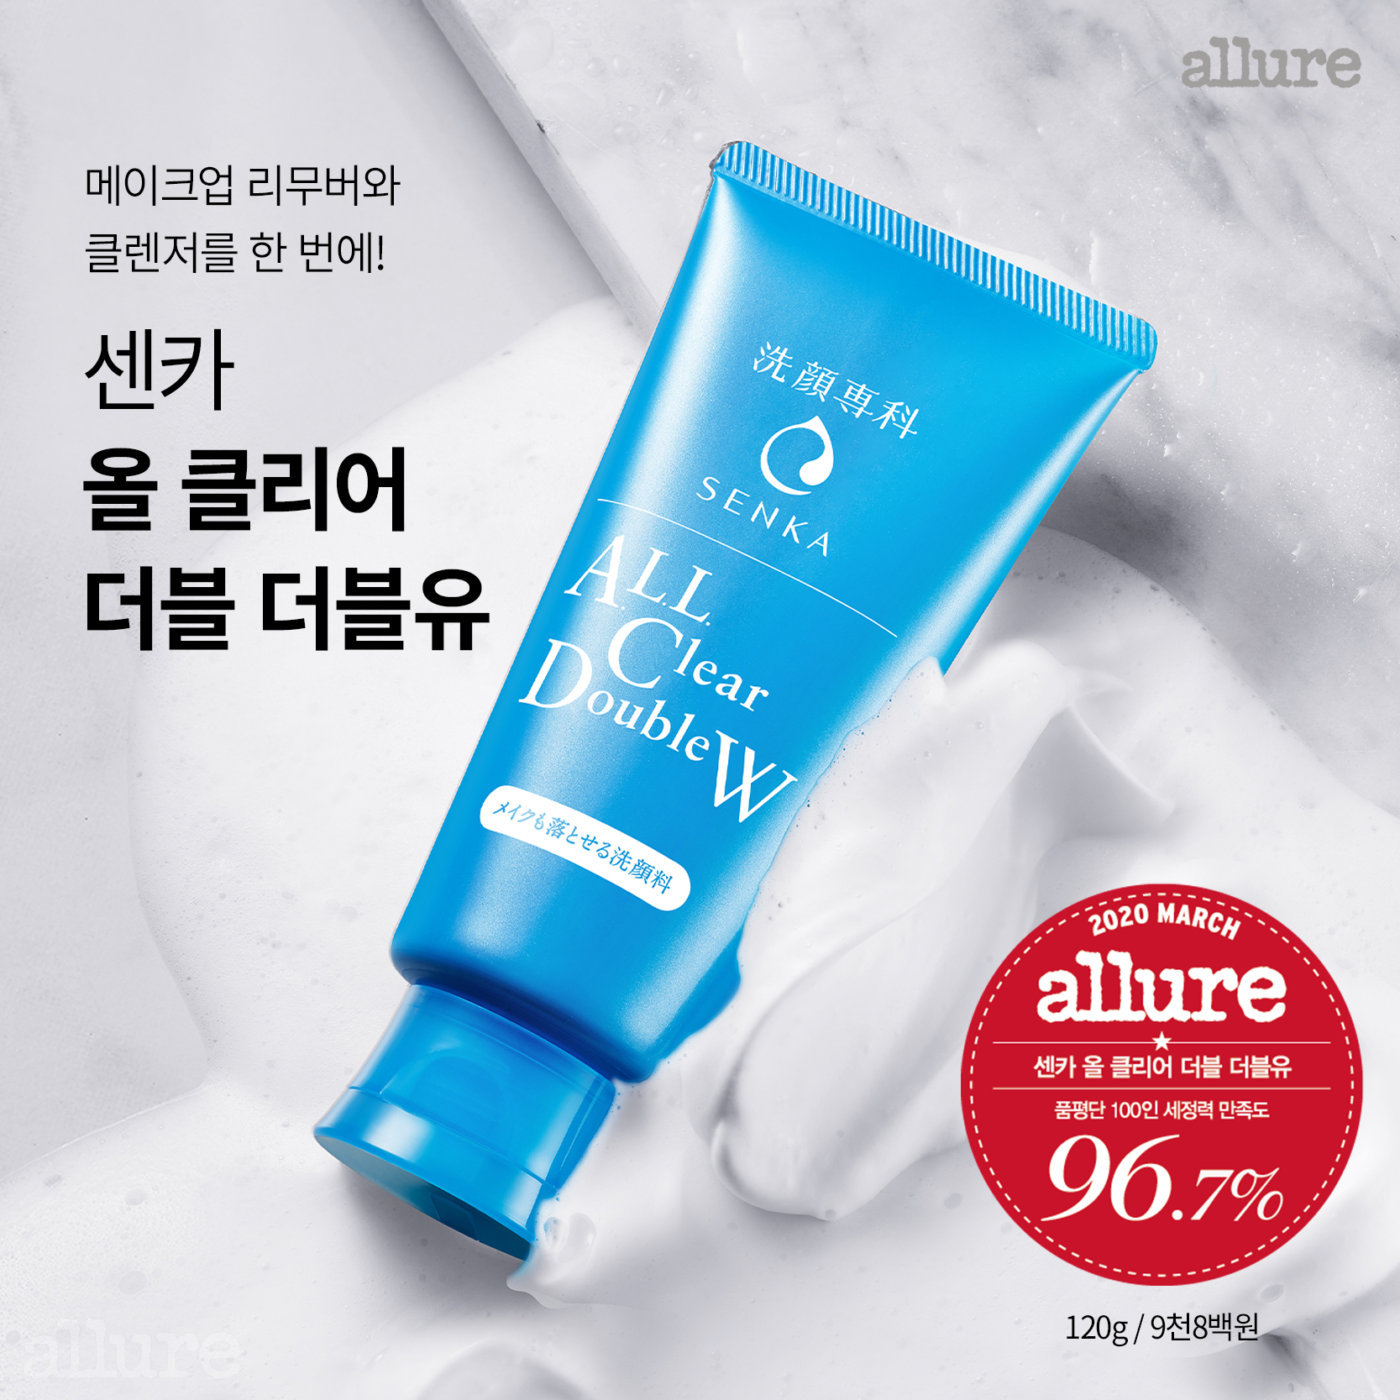 allure
메이크업 리무버와
클렌저를 한 번에!
센카
올 클리어
더블 더블유
洗顔専科
SENKA
A.L.L.
Clear
Double W
メイクも落とせる洗顔料
2020 MARCH
allure
센카 올 클리어 더블 더블유
품평단 100인 세정력 만족도
96.7%
120g / 9천8백원
allure